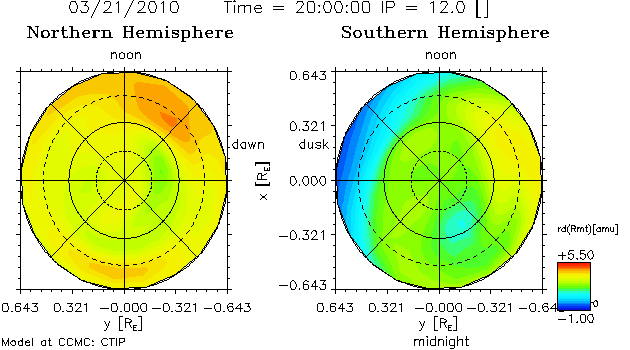 03/21/2010 Time = 20:00:00 IP = 12.0 []
Northern Hemisphere Southern Hemisphere
noon noon
0.643
0.321
dawn dusk
0.000
x [RE]
-0.321
-0.643
rd(Rmt)[amu]
+5.50
0
-1.00
0.643 0.321 -0.000 -0.321 -0.643 0.643 0.321 -0.000 -0.321 -0.643
y [RE] y [RE]
Model at CCMC: CTIP midnight